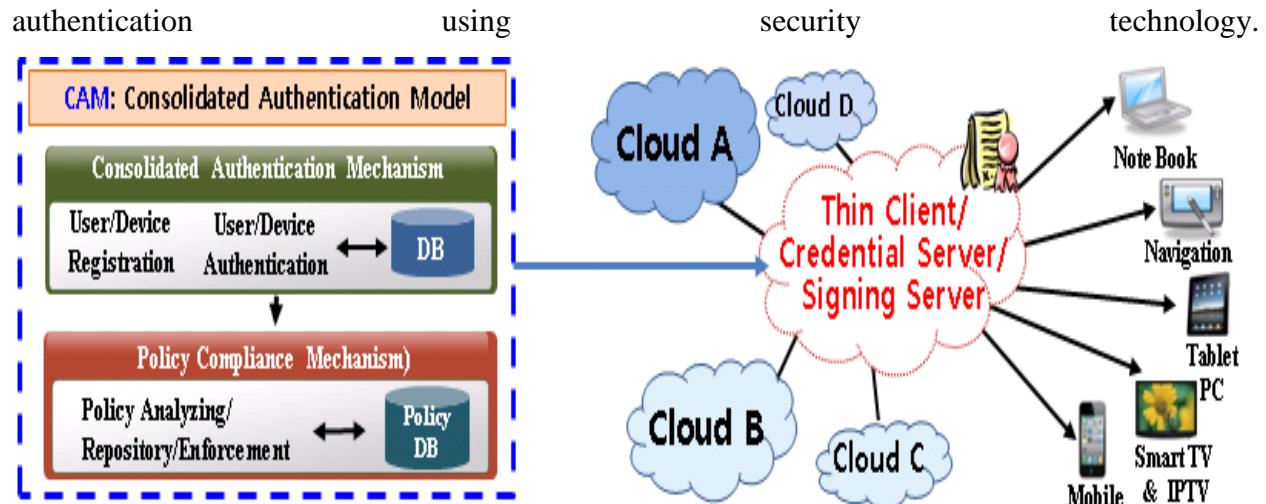 authentication using security technology.
CAM: Consolidated Authentication Model
Consolidated Authentication Mechanism
User/Device
Registration
User/Device
Authentication
DB
Policy Compliance Mechanism)
Policy Analyzing/
Repository/Enforcement
Policy
DB
Cloud A
Cloud D
Thin Client/
Credential Server/
Signing Server
Cloud B
Cloud C
Note Book
Navigation
Tablet
PC
Smart TV
& IPTV
Mobile